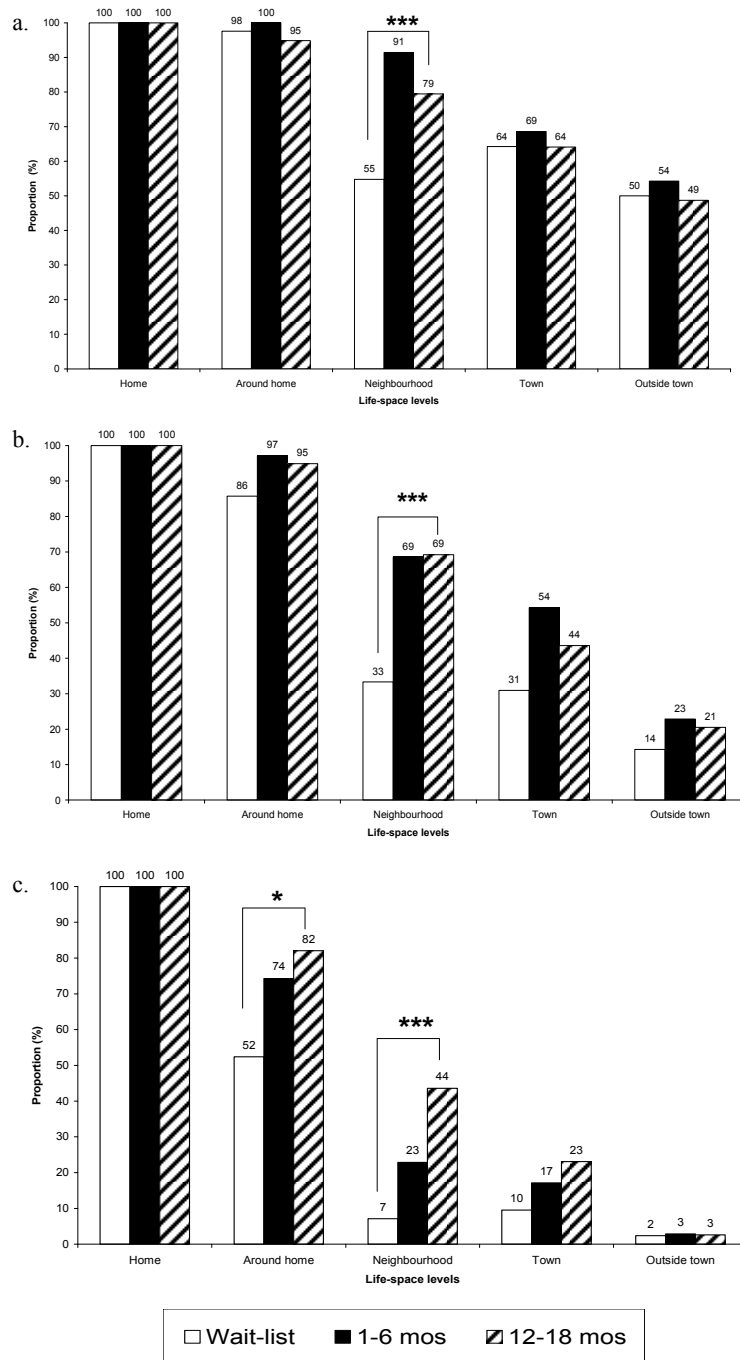 a.
Proportion (%)
100
90
80
70
60
50
40
30
20
10
0
100 100 100
98 100 95
55 91 79
***
64 69 64
50 54 49
Home Around home Neighbourhood Town Outside town
Life-space levels
b.
Proportion (%)
100
90
80
70
60
50
40
30
20
10
0
100 100 100
86 97 95
33 69 69
***
31 54 44
14 23 21
Home Around home Neighbourhood Town Outside town
Life-space levels
c.
Proportion (%)
100
90
80
70
60
50
40
30
20
10
0
100 100 100
52 74 82
*
7 23 44
***
10 17 23
2 3 3
Home Around home Neighbourhood Town Outside town
Life-space levels
Wait-list 1-6 mos 12-18 mos